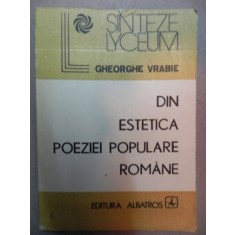 SINTEZE
LYCEUM
GHEORGHE VRABIE
DIN
ESTETICA
POEZIEI POPULARE
ROMÂNE
EDITURA ALBATROS